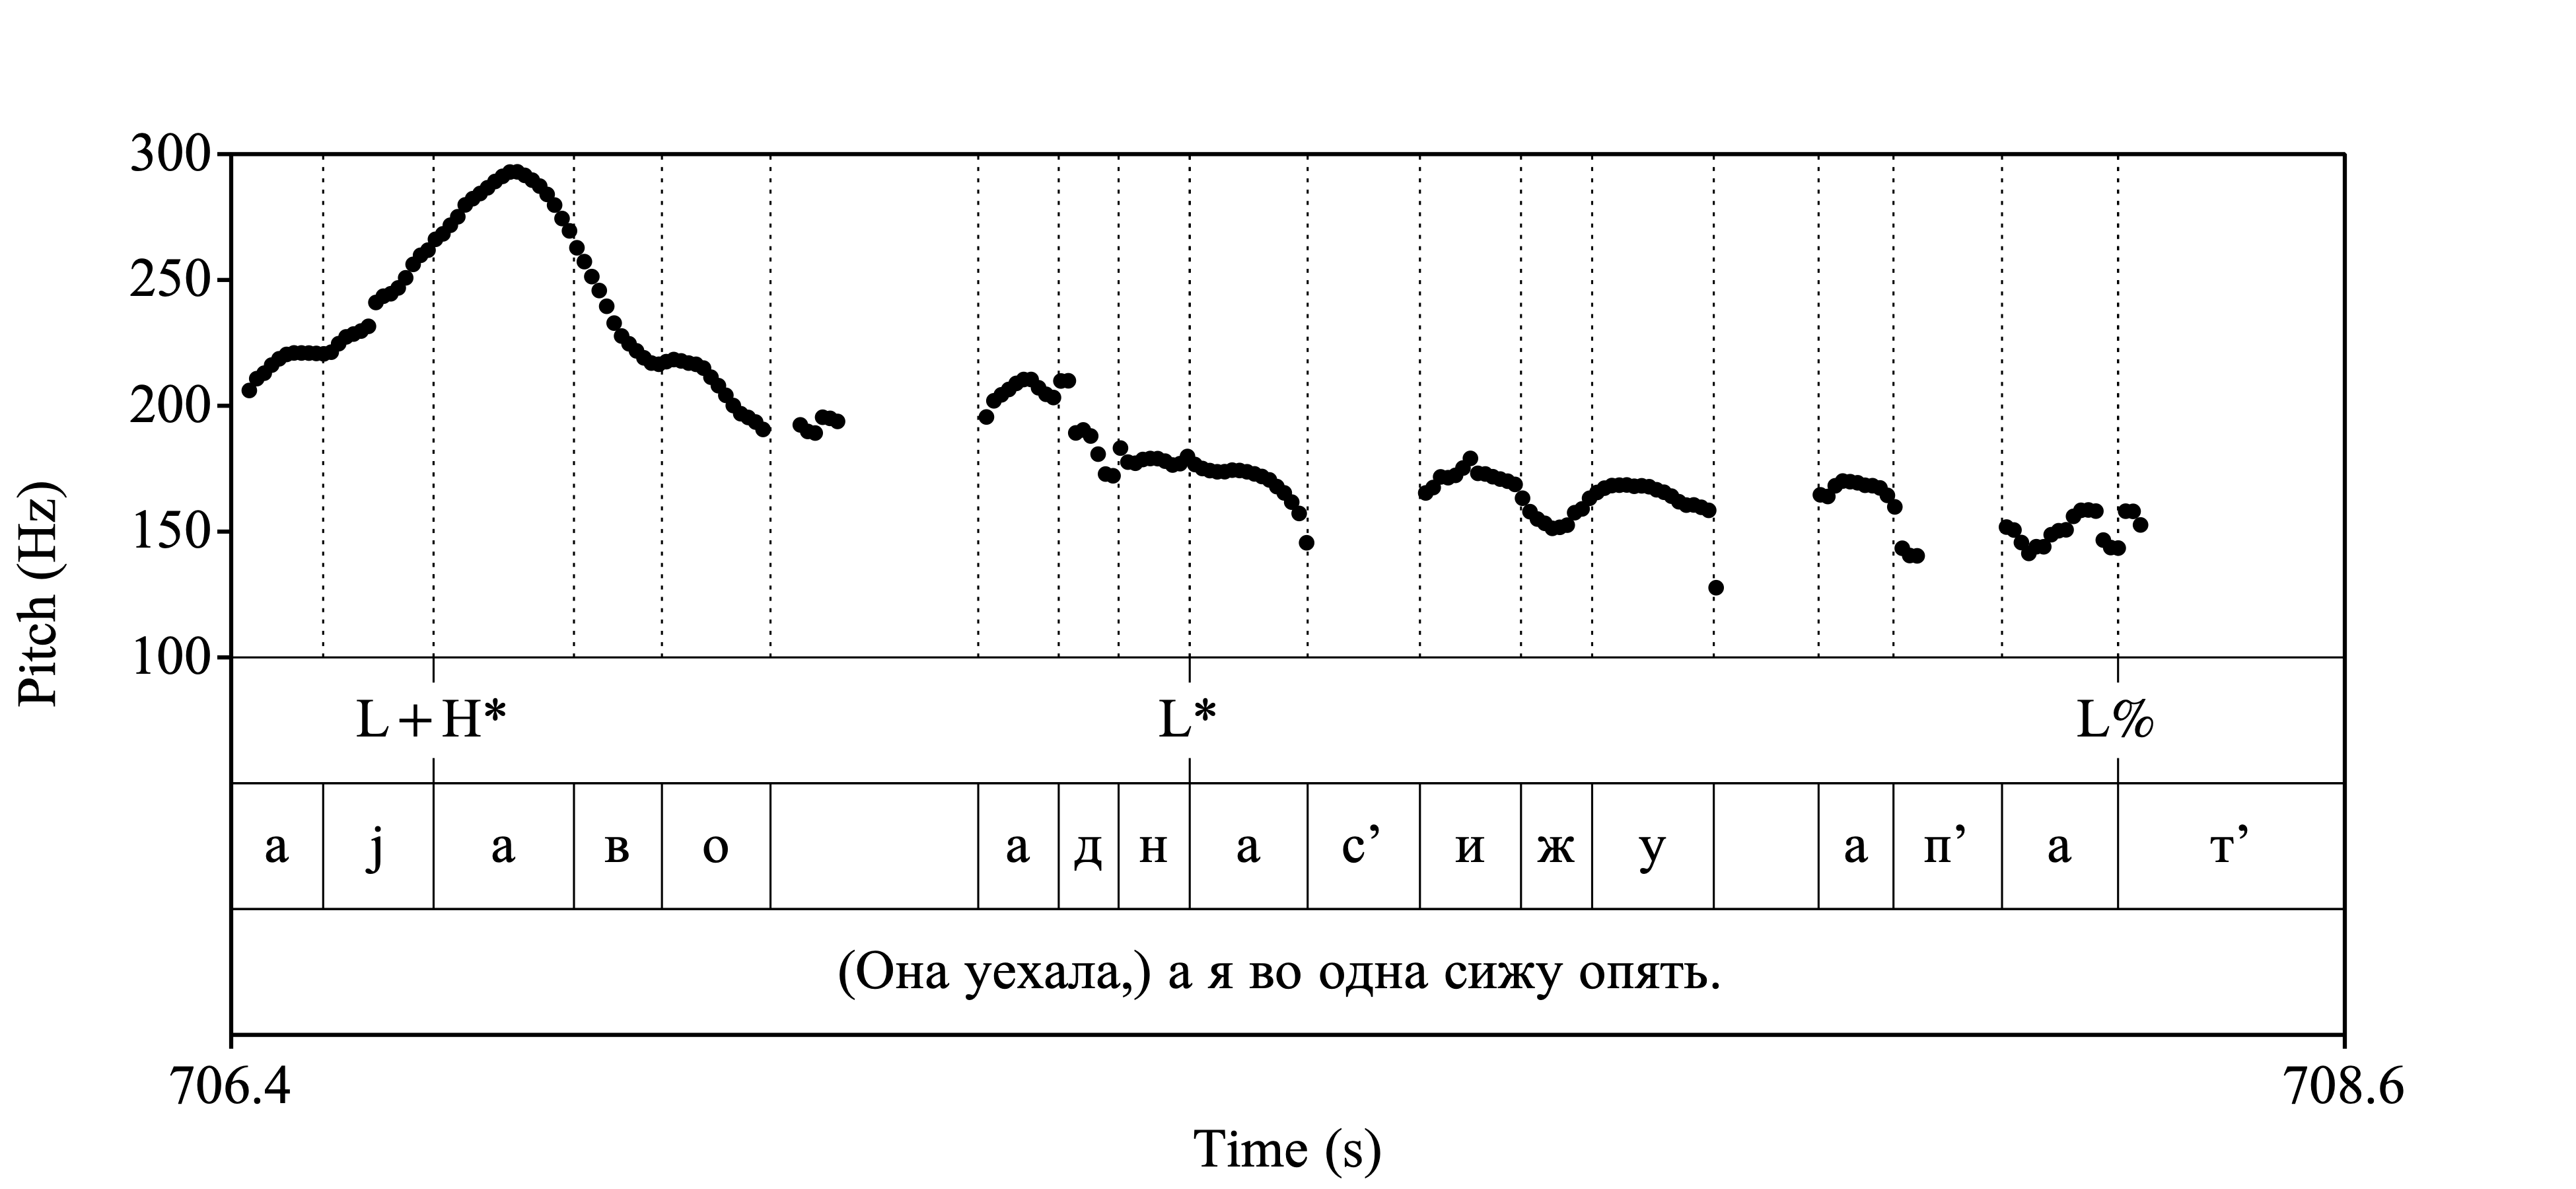 300
250
200
150
100
Pitch (Hz)
L+H* L* L%
а j а в о а д н а с’ и ж у а п’ а т’
(Она уехала,) а я во одна сижу опять.
706.4 708.6
Time (s)